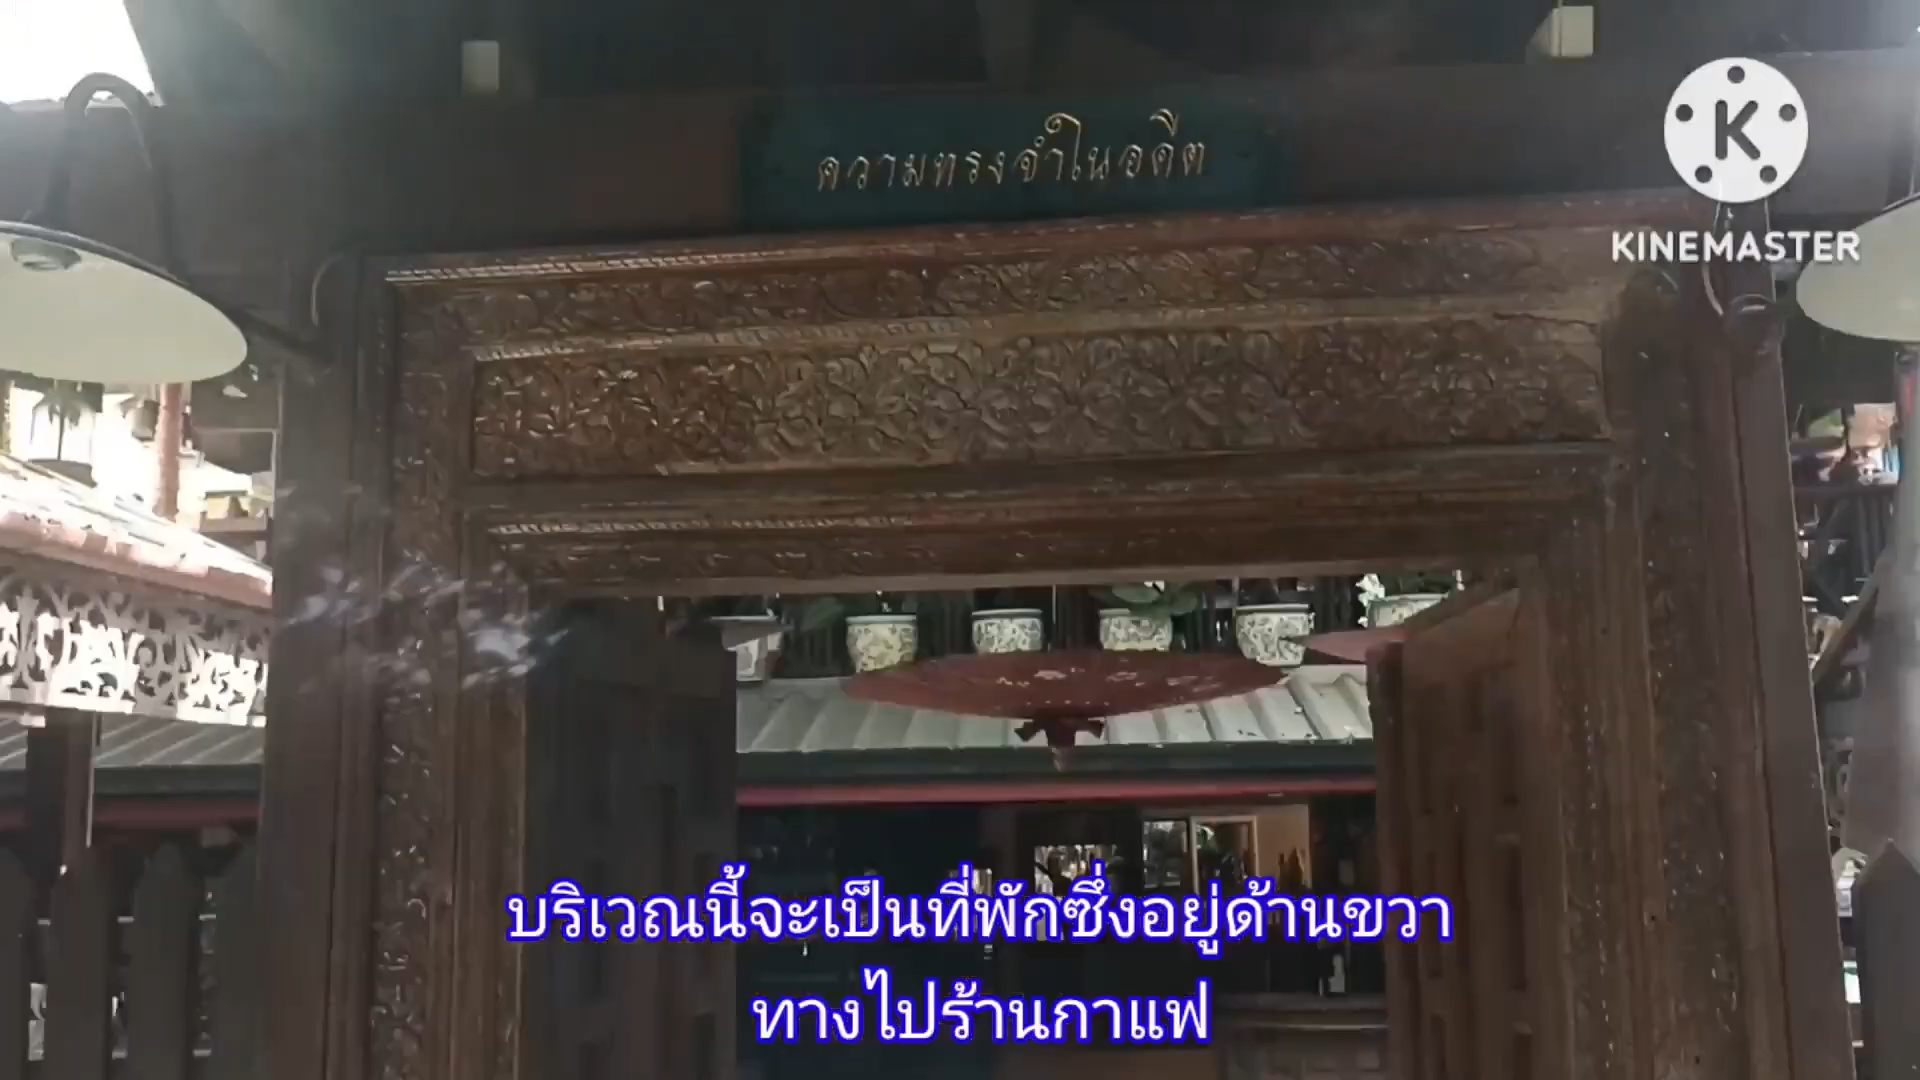 ความทรงจำในอดีต
K
KINEMASTER
บริเวณนี้จะเป็นที่พักซึ่งอยู่ด้านขวา
ทางไปร้านกาแฟ